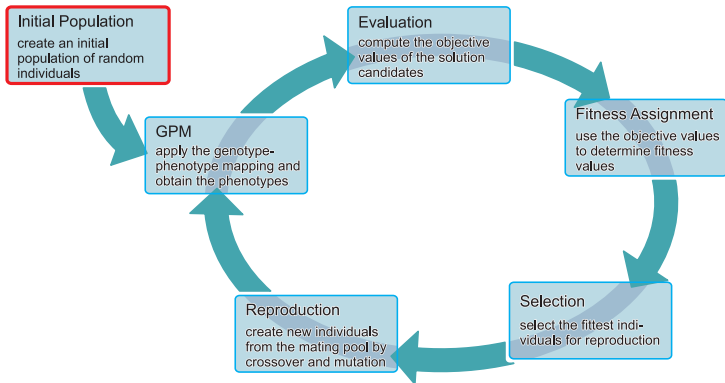 Initial Population
create an initial
population of random
individuals
Evaluation
compute the objective
values of the solution
candidates
Fitness Assignment
use the objective values
to determine fitness
values
GPM
apply the genotype-
phenotype mapping and
obtain the phenotypes
Selection
select the fittest indi-
viduals for reproduction
Reproduction
create new individuals
from the mating pool by
crossover and mutation